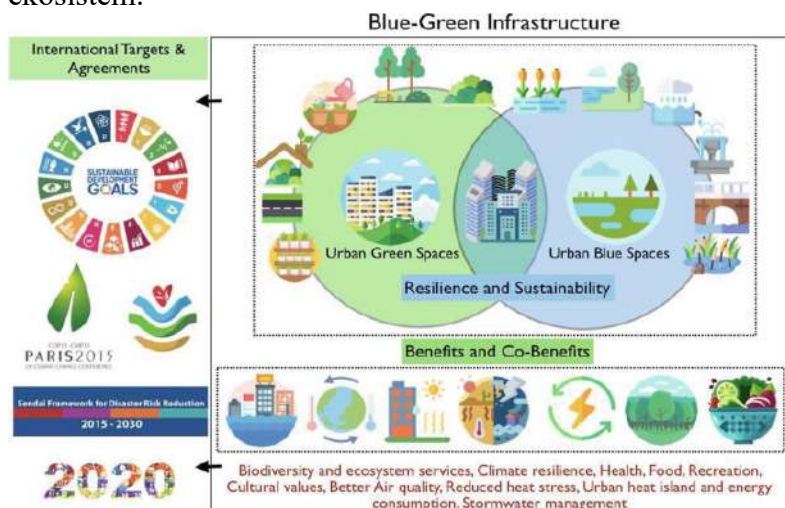 ekosistem.
Blue-Green Infrastructure
International Targets &
Agreements
SUSTAINABLE
DEVELOPMENT
GOALS
Urban Green Spaces
Urban Blue Spaces
Resilience and Sustainability
PARIS2015
Benefits and Co-Benefits
Sendai Framework for Disaster Risk Reduction
2015 - 2030
2020
Biodiversity and ecosystem services, Climate resilience, Health, Food, Recreation,
Cultural values, Better Air quality, Reduced heat stress, Urban heat island and energy
consumption, Stormwater management